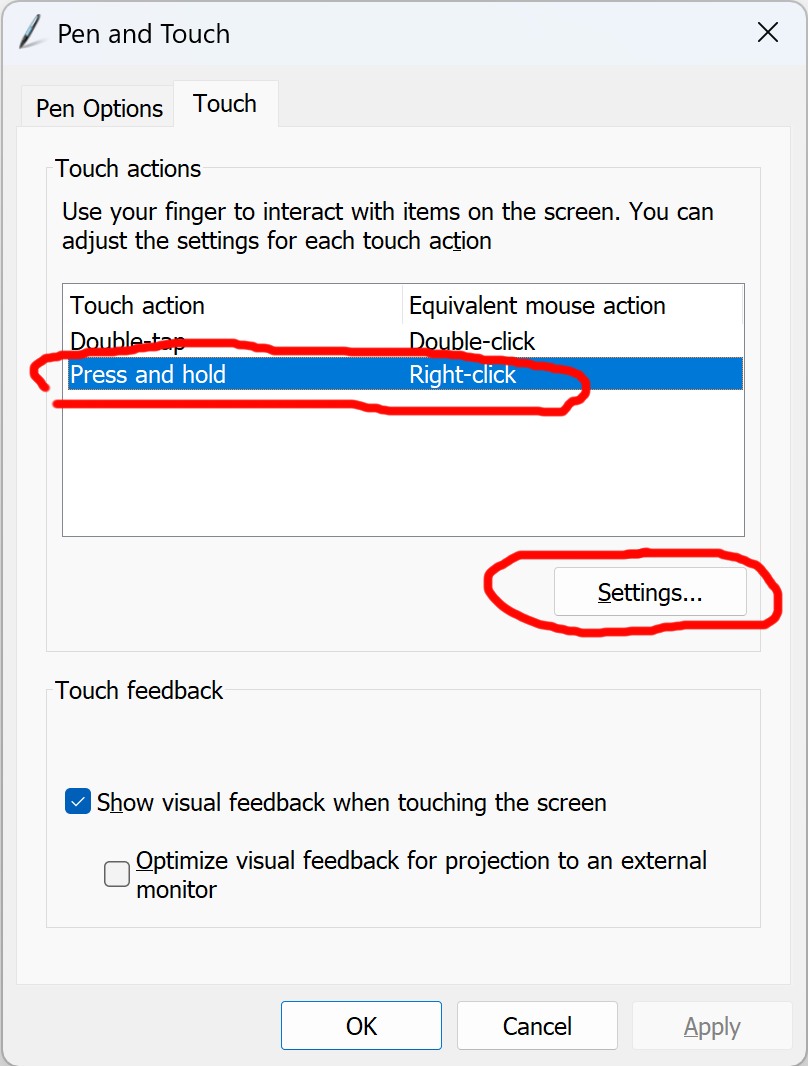 Pen and Touch
Pen Options
Touch
Touch actions
Use your finger to interact with items on the screen. You can
adjust the settings for each touch action
Touch action Equivalent mouse action
Double-tap Double-click
Press and hold Right-click
Settings...
Touch feedback
Show visual feedback when touching the screen
Optimize visual feedback for projection to an external
monitor
OK Cancel Apply